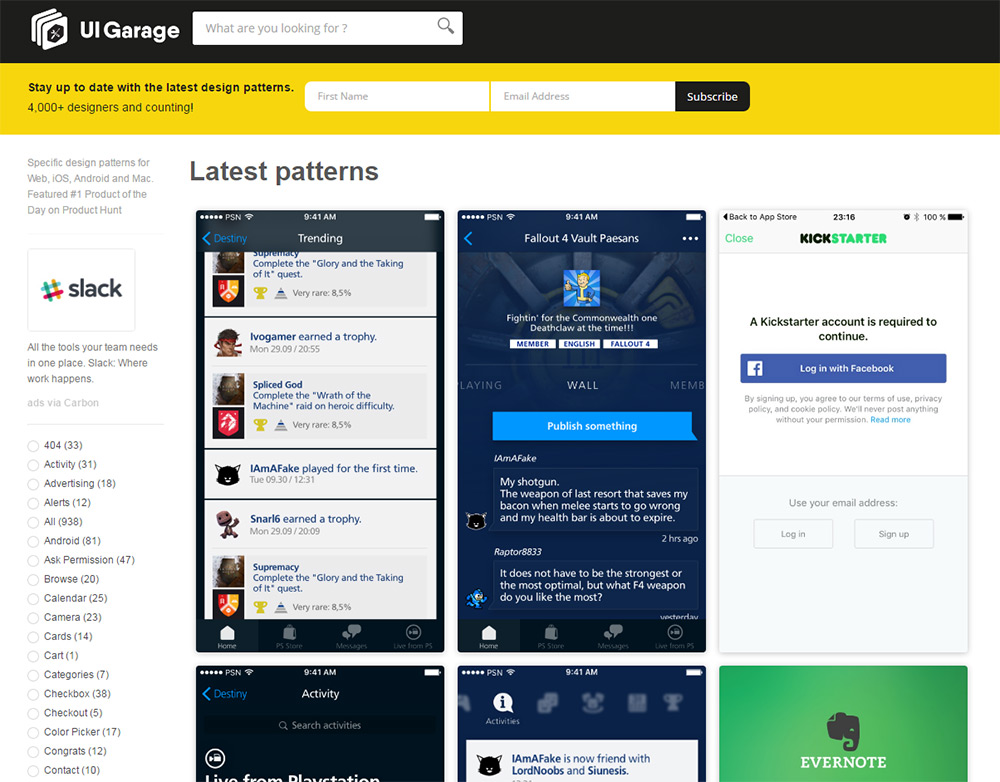 UI Garage
What are you looking for ?
Stay up to date with the latest design patterns.
4,000+ designers and counting!
First Name
Email Address
Subscribe
Specific design patterns for
Web, iOS, Android and Mac.
Featured #1 Product of the
Day on Product Hunt
slack
All the tools your team needs
in one place. Slack: Where
work happens.
ads via Carbon
404 (33)
Activity (31)
Advertising (18)
Alerts (12)
All (938)
Android (81)
Ask Permission (47)
Browse (20)
Calendar (25)
Camera (23)
Cards (14)
Cart (1)
Categories (7)
Checkbox (38)
Checkout (5)
Color Picker (17)
Congrats (12)
Contact (10)
Latest patterns
PSN 9:41 AM
Destiny Trending
Supremacy
Complete the "Glory and the Taking
of It" quest.
Very rare: 8,5%
Ivogamer earned a trophy.
Mon 29.09 / 20:55
Spliced God
Complete the "Wrath of the
Machine" raid on heroic difficulty.
Very rare: 8,5%
IAmAFake played for the first time.
Tue 09.30 / 12:31
Snarl6 earned a trophy.
Mon 29.09 / 20:09
Supremacy
Complete the "Glory and the Taking
of It" quest.
Very rare: 8,5%
Home PS Store Messages Live from PS
PSN 9:41 AM
Fallout 4 Vault Paesans
Fightin' for the Commonwealth one
Deathclaw at the time!!!
MEMBER ENGLISH FALLOUT 4
PLAYING WALL MEMB
Publish something
IAmAFake
My shotgun.
The weapon of last resort that saves my
bacon when melee starts to go wrong
and my health bar is about to expire.
2 hrs ago
Raptor8833
It does not have to be the strongest or
the most optimal, but what F4 weapon
do you like the most?
yesterday
Home PS Store Messages Live from PS
Back to App Store 23:16 100 %
Close KICKSTARTER
A Kickstarter account is required to
continue.
Log in with Facebook
By signing up, you agree to our terms of use, privacy
policy, and cookie policy. We'll never post anything
without your permission. Read more
Use your email address:
Log in Sign up
PSN 9:41 AM
Destiny Activity
Search activities
Live from Playstation
PSN 9:41 AM
Activities
IAmAFake is now friend with
LordNoobs and Siunesis.
EVERNOTE